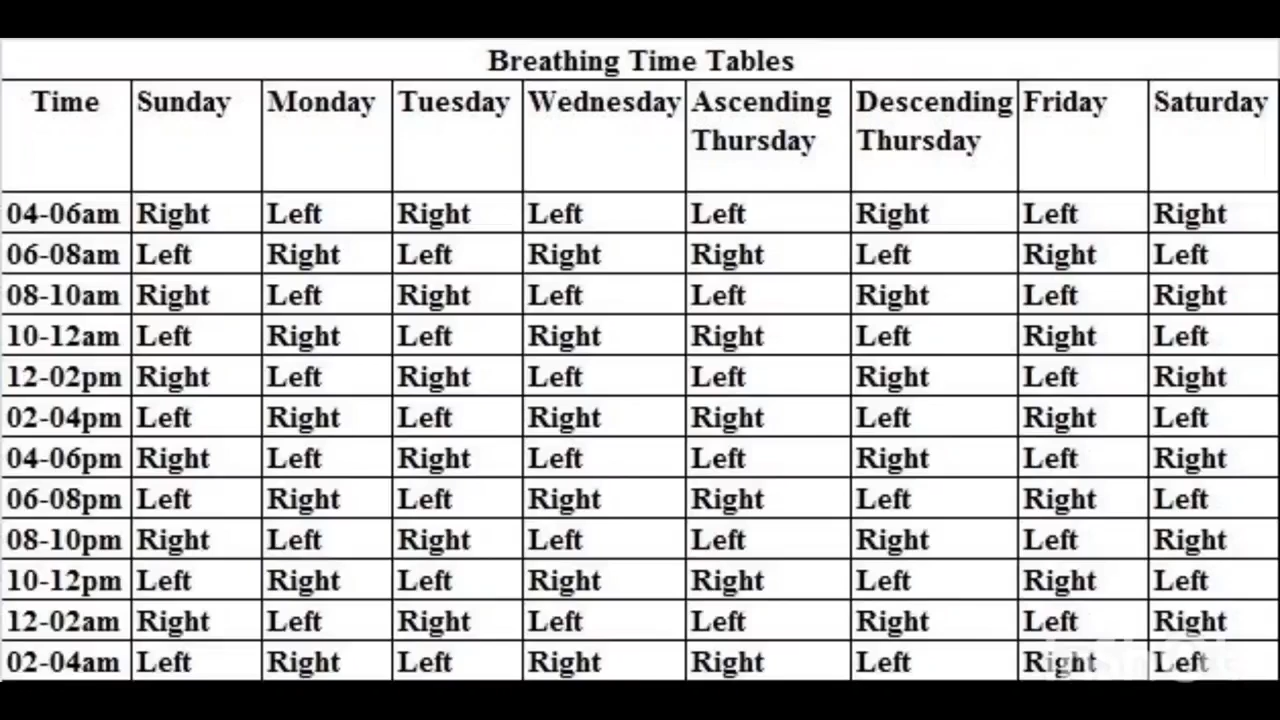 Breathing Time Tables
Time Sunday Monday Tuesday Wednesday Ascending Thursday Descending Thursday Friday Saturday
04-06am Right Left Right Left Left Right Left Right
06-08am Left Right Left Right Right Left Right Left
08-10am Right Left Right Left Left Right Left Right
10-12am Left Right Left Right Right Left Right Left
12-02pm Right Left Right Left Left Right Left Right
02-04pm Left Right Left Right Right Left Right Left
04-06pm Right Left Right Left Left Right Left Right
06-08pm Left Right Left Right Right Left Right Left
08-10pm Right Left Right Left Left Right Left Right
10-12pm Left Right Left Right Right Left Right Left
12-02am Right Left Right Left Left Right Left Right
02-04am Left Right Left Right Right Left Right Left